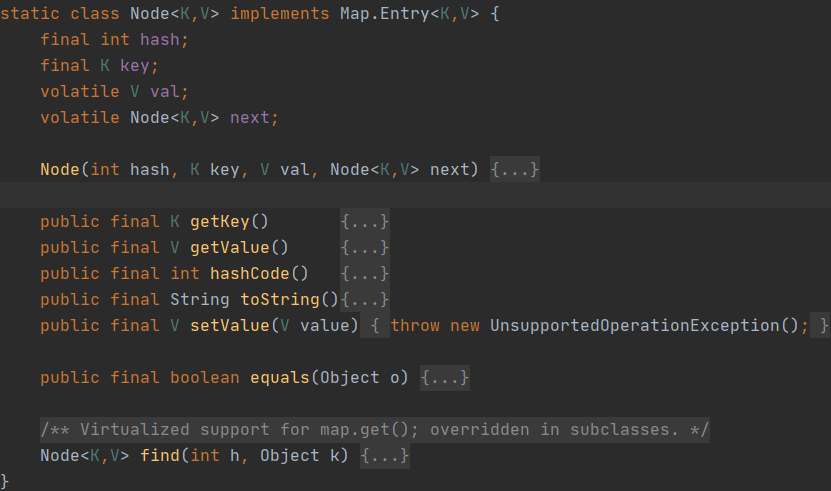 static class Node<K,V> implements Map.Entry<K,V> {
    final int hash;
    final K key;
    volatile V val;
    volatile Node<K,V> next;
    Node(int hash, K key, V val, Node<K,V> next) {...}
    public final K getKey()       {...}
    public final V getValue()     {...}
    public final int hashCode()   {...}
    public final String toString(){...}
    public final V setValue(V value) { throw new UnsupportedOperationException(); }
    public final boolean equals(Object o) {...}
    /** Virtualized support for map.get(); overridden in subclasses. */
    Node<K,V> find(int h, Object k) {...}
}